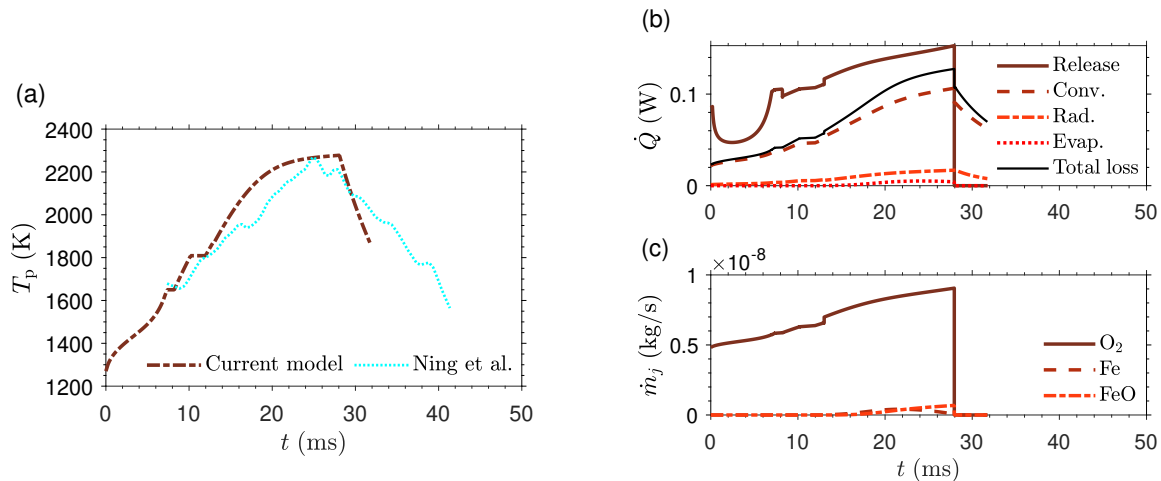 (a)
2400
2200
2000
1800
1600
1400
1200
T_p (K)
Current model
Ning et al.
0 10 20 30 40 50
t (ms)
(b)
0.1
0
Q̇ (W)
Release
Conv.
Rad.
Evap.
Total loss
0 10 20 30 40 50
(c)
×10^-8
1
0.5
0
ṁ_j (kg/s)
O₂
Fe
FeO
0 10 20 30 40 50
t (ms)